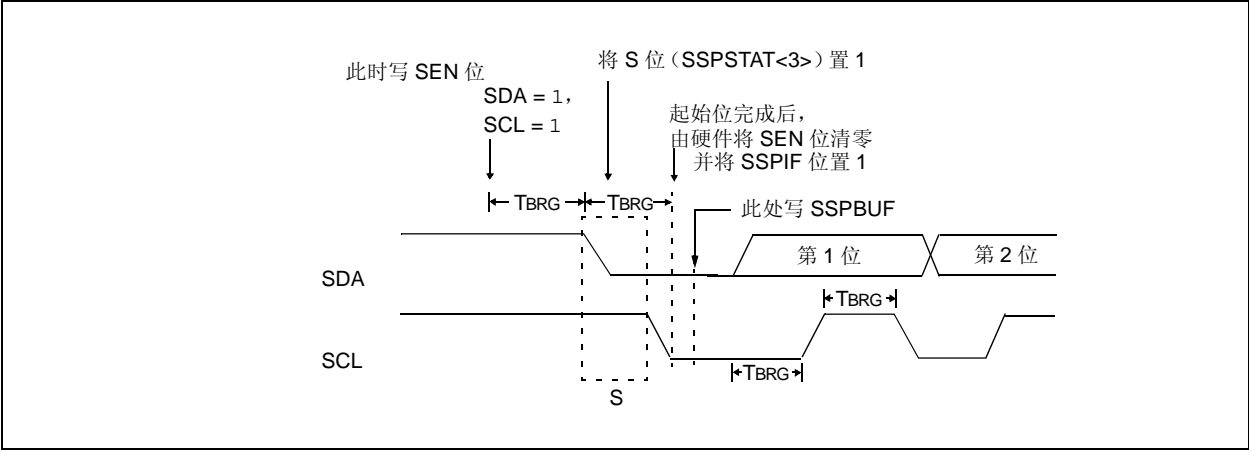 将 S 位（SSPSTAT<3>）置 1
此时写 SEN 位
SDA = 1，
SCL = 1
起始位完成后，
由硬件将 SEN 位清零
并将 SSPIF 位置 1
TBRG
TBRG
此处写 SSPBUF
SDA
第 1 位
第 2 位
TBRG
SCL
TBRG
S